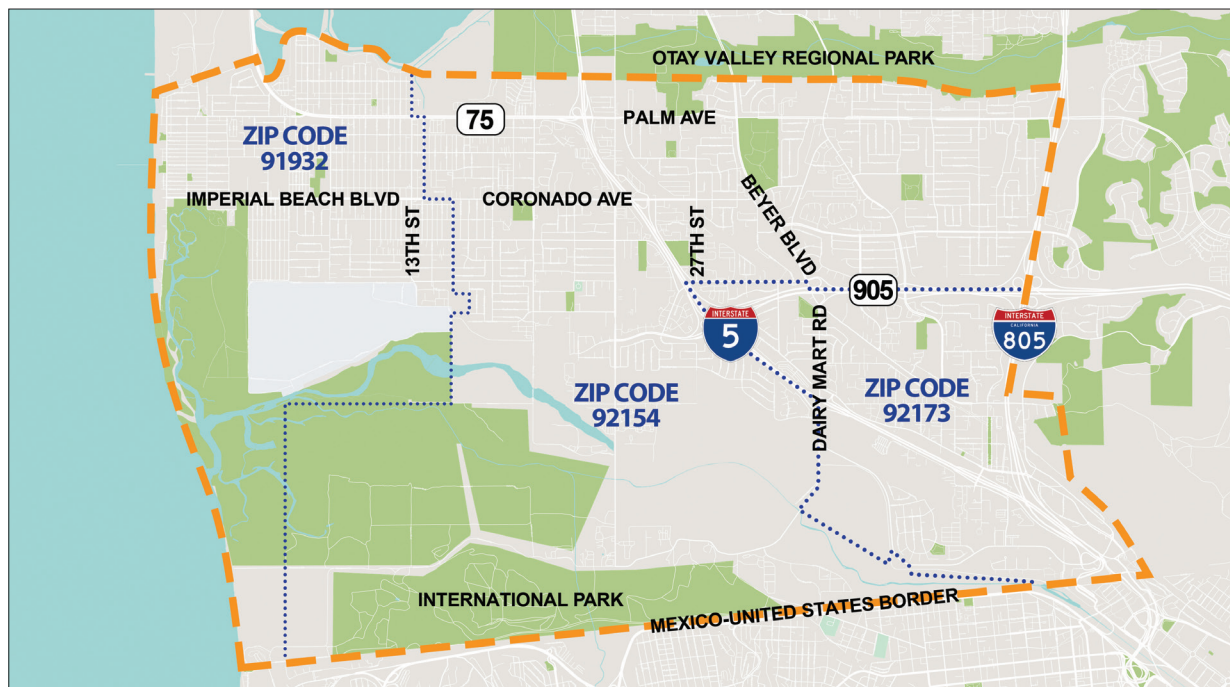 OTAY VALLEY REGIONAL PARK
75
PALM AVE
ZIP CODE
91932
IMPERIAL BEACH BLVD
CORONADO AVE
13TH ST
27TH ST
BEYER BLVD
905
INTERSTATE
5
INTERSTATE
CALIFORNIA
805
DAIRY MART RD
ZIP CODE
92154
ZIP CODE
92173
INTERNATIONAL PARK
MEXICO-UNITED STATES BORDER